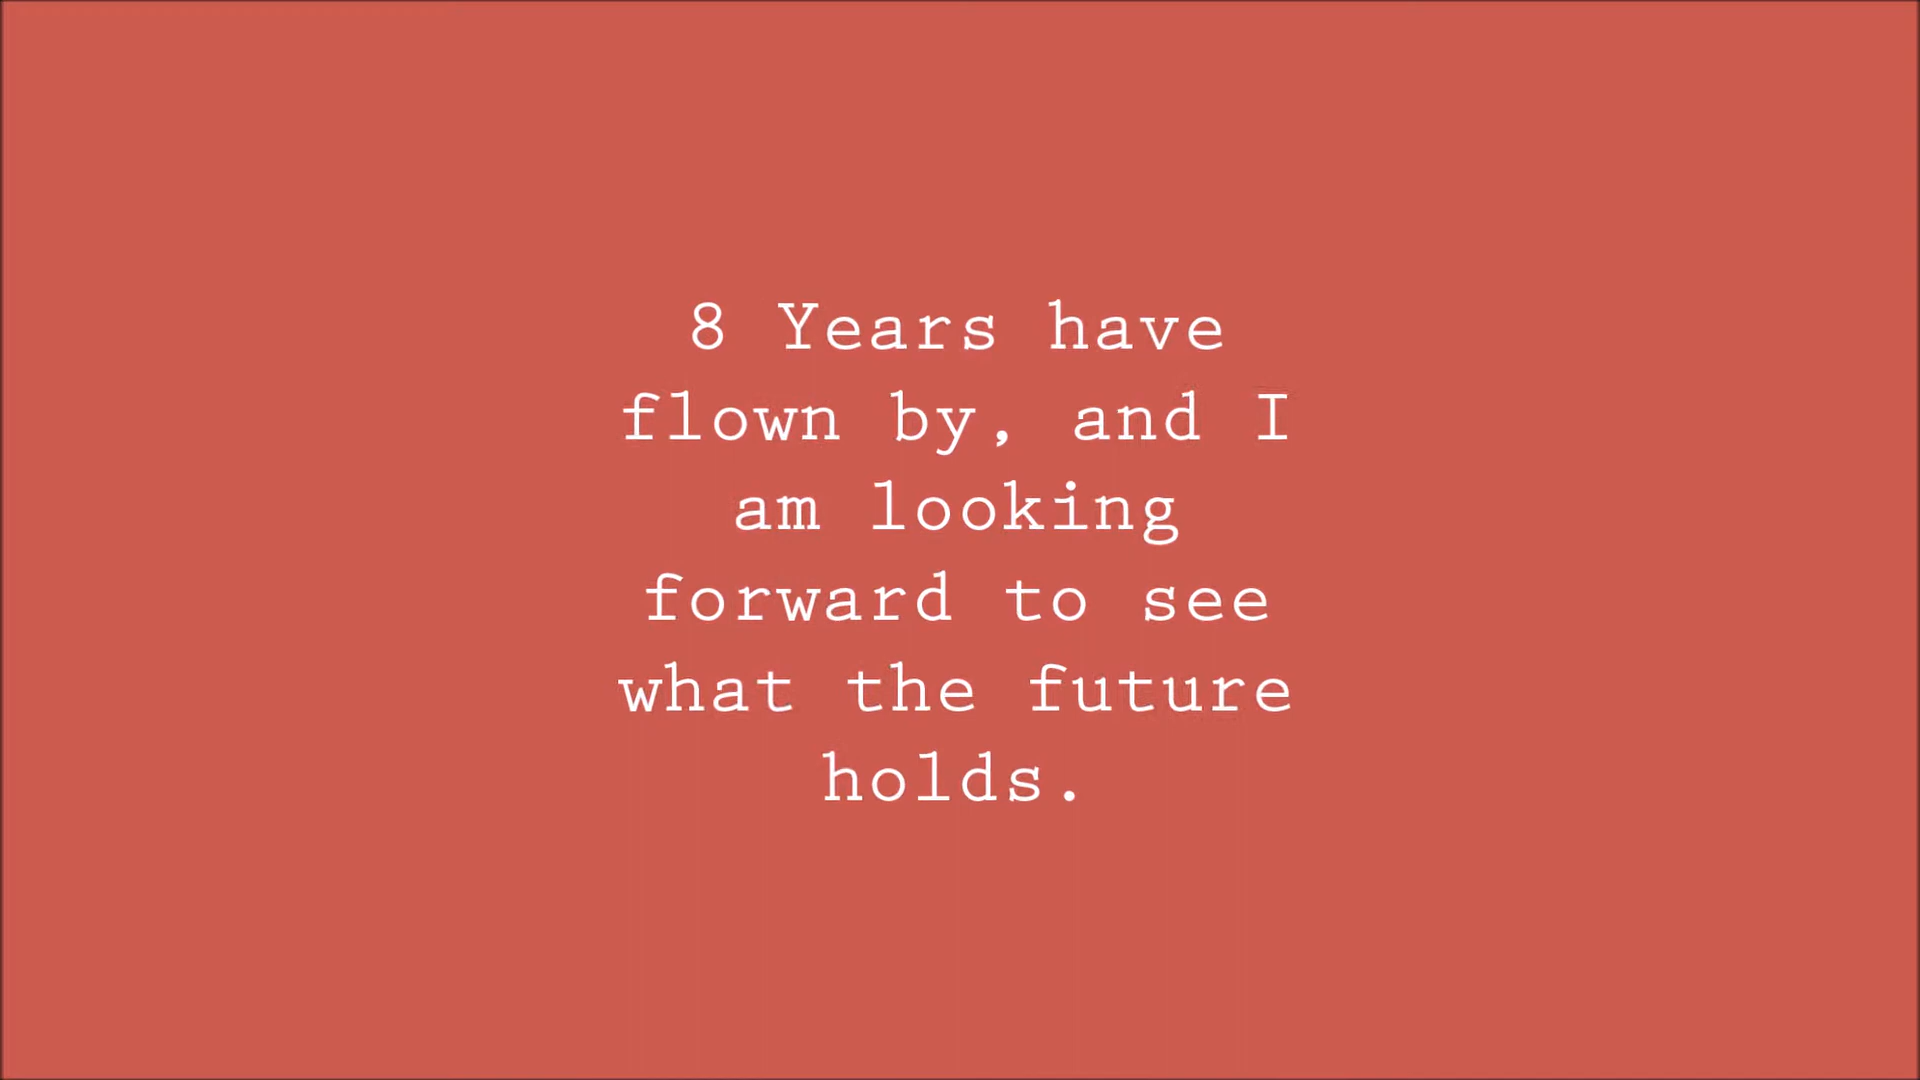 8 Years have
flown by, and I
am looking
forward to see
what the future
holds.